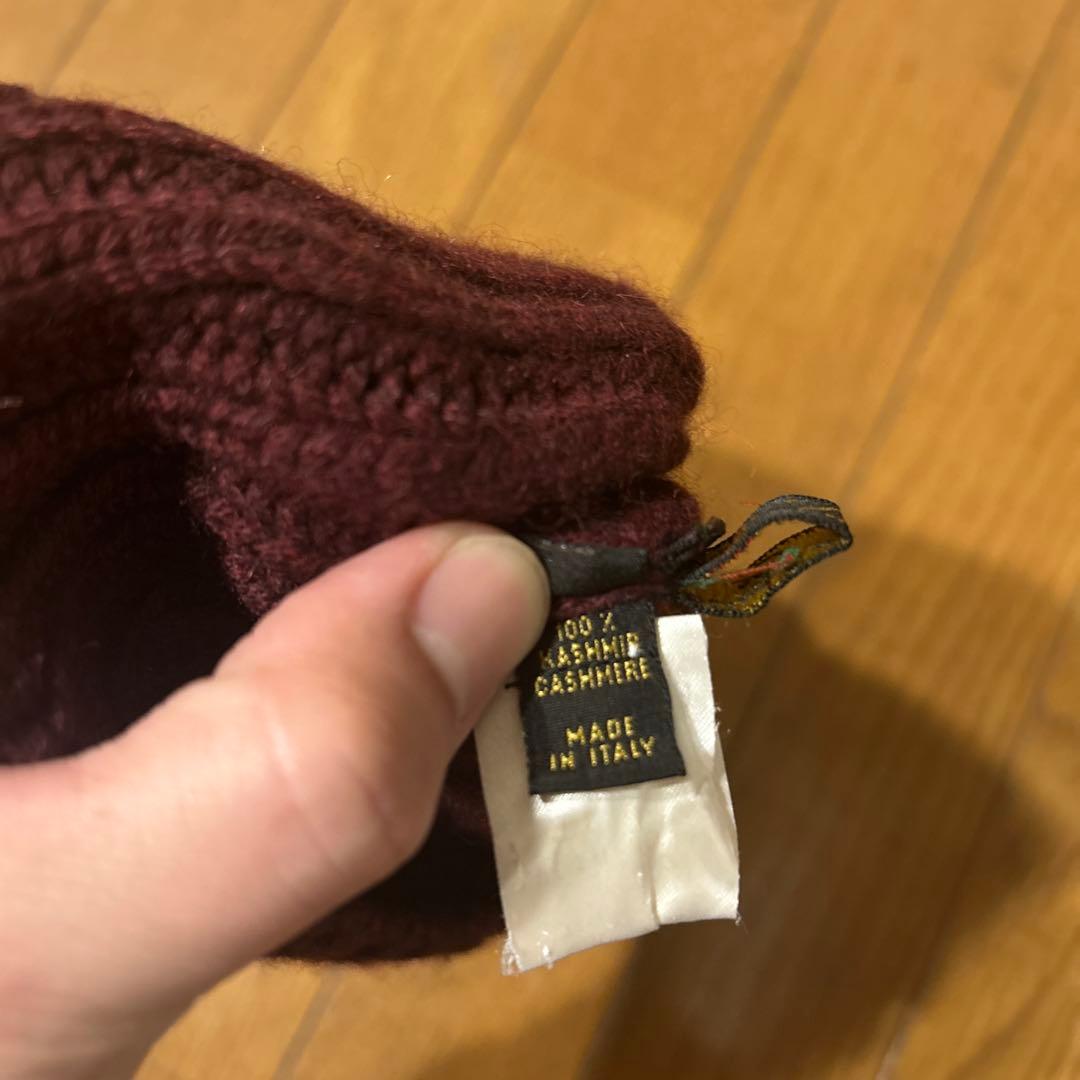 100 %
KASHMIR
CASHMERE
MADE
IN ITALY